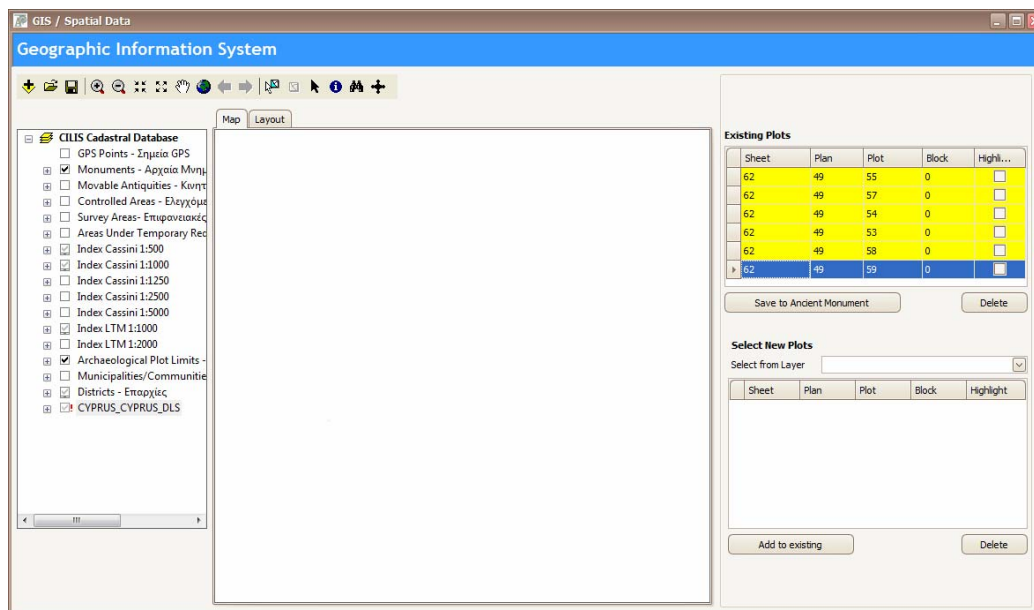 GIS / Spatial Data
Geographic Information System
Map Layout
CILIS Cadastral Database
GPS Points - Σημεία GPS
Monuments - Αρχαία Μνημ
Movable Antiquities - Κινητ
Controlled Areas - Ελεγχόμε
Survey Areas- Επιφανειακές
Areas Under Temporary Rec
Index Cassini 1:500
Index Cassini 1:1000
Index Cassini 1:1250
Index Cassini 1:2500
Index Cassini 1:5000
Index LTM 1:1000
Index LTM 1:2000
Archaeological Plot Limits -
Municipalities/Communitie
Districts - Επαρχίες
CYPRUS_CYPRUS_DLS
Existing Plots
Sheet Plan Plot Block Highli...
62 49 55 0
62 49 57 0
62 49 54 0
62 49 53 0
62 49 58 0
62 49 59 0
Save to Ancient Monument Delete
Select New Plots
Select from Layer
Sheet Plan Plot Block Highlight
Add to existing Delete